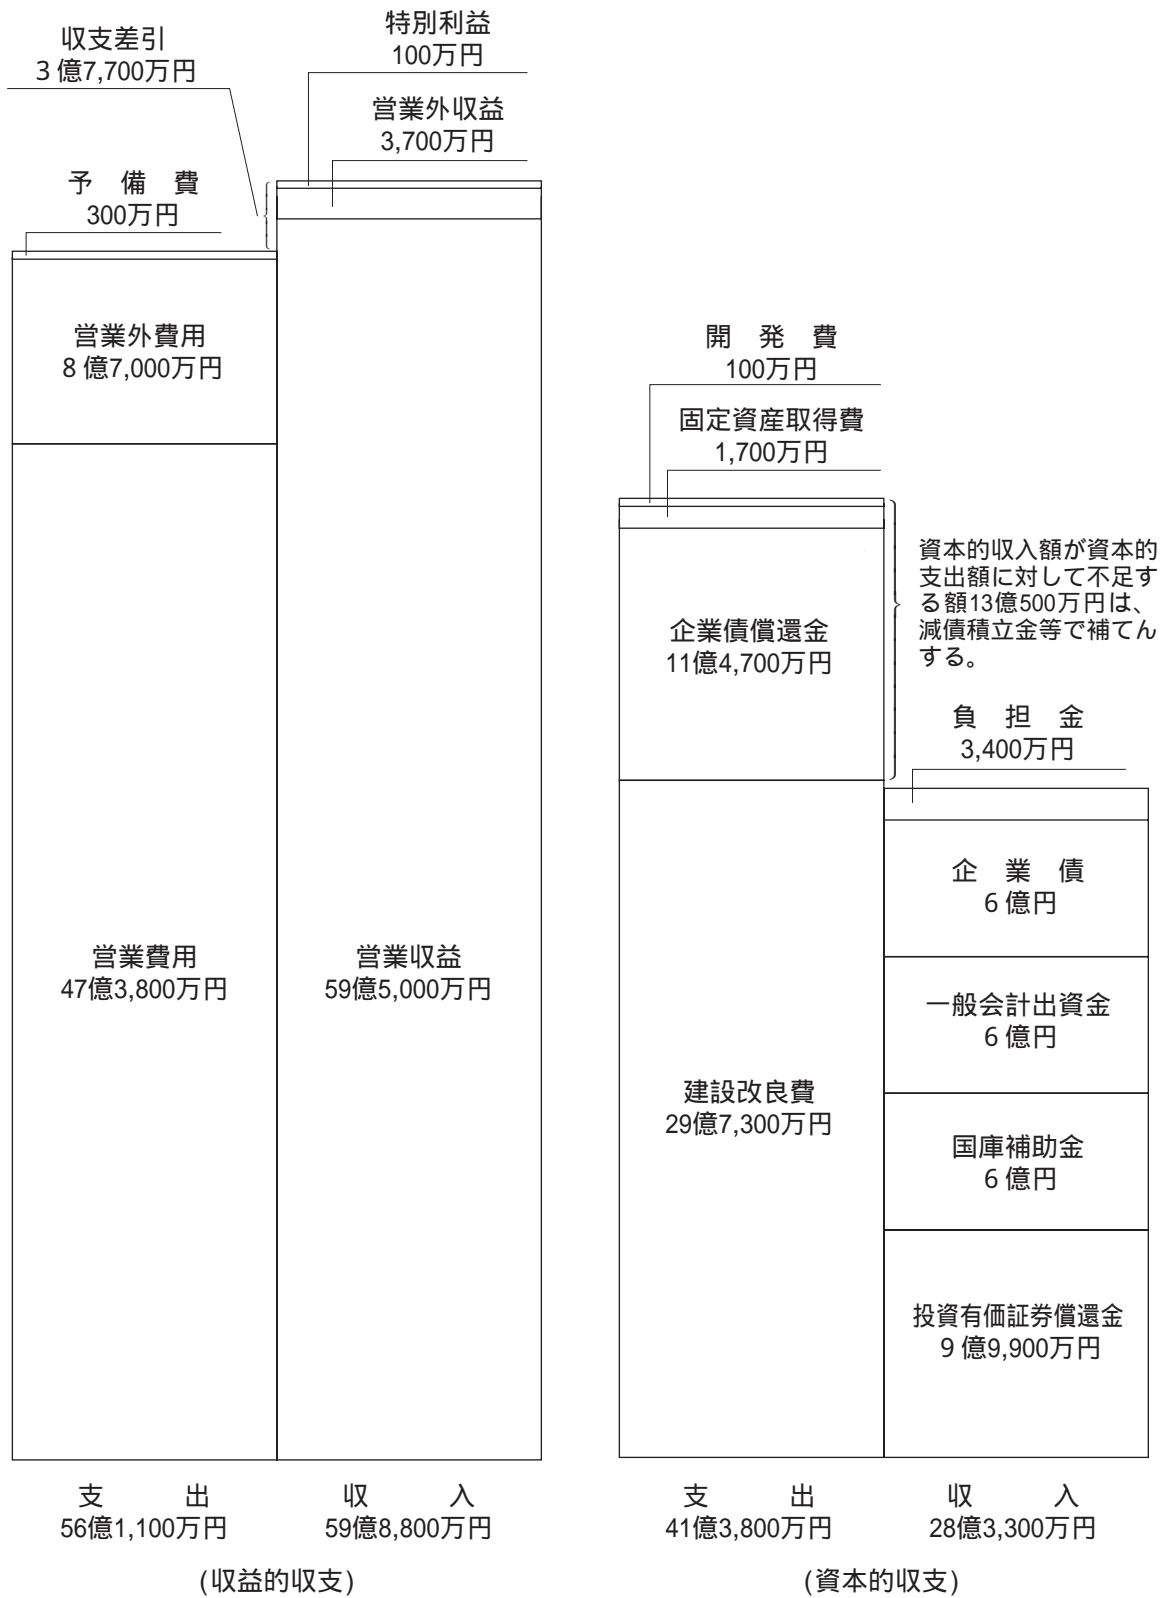 収支差引
3億7,700万円
特別利益
100万円
営業外収益
3,700万円
予備費
300万円
営業外費用
8億7,000万円
営業費用
47億3,800万円
営業収益
59億5,000万円
支出
56億1,100万円
収入
59億8,800万円
(収益的収支)
開発費
100万円
固定資産取得費
1,700万円
企業債償還金
11億4,700万円
資本的収入額が資本的
支出額に対して不足す
る額13億500万円は、
減債積立金等で補てん
する。
負担金
3,400万円
企業債
6億円
一般会計出資金
6億円
建設改良費
29億7,300万円
国庫補助金
6億円
投資有価証券償還金
9億9,900万円
支出
41億3,800万円
収入
28億3,300万円
(資本的収支)